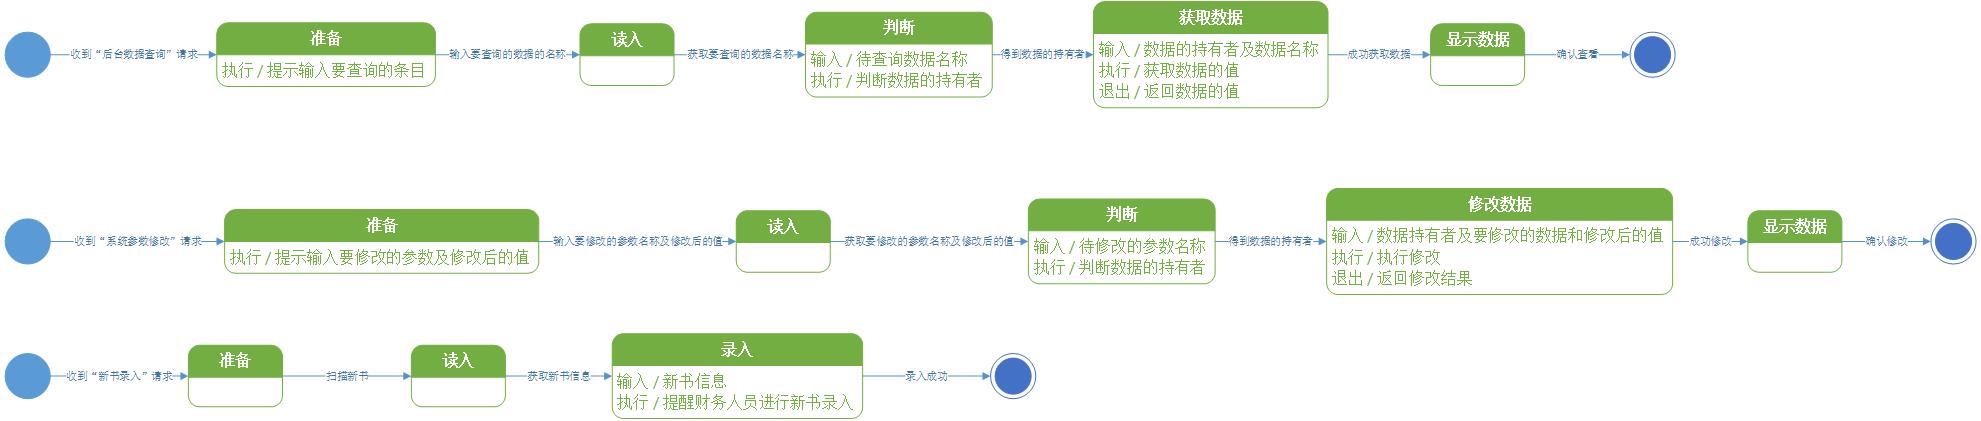 收到“后台数据查询”请求
准备
执行 / 提示输入要查询的条目
输入要查询的数据的名称
读入
获取要查询的数据名称
判断
输入 / 待查询数据名称
执行 / 判断数据的持有者
得到数据的持有者
获取数据
输入 / 数据的持有者及数据名称
执行 / 获取数据的值
退出 / 返回数据的值
成功获取数据
显示数据
确认查看
收到“系统参数修改”请求
准备
执行 / 提示输入要修改的参数及修改后的值
输入要修改的参数名称及修改后的值
读入
获取要修改的参数名称及修改后的值
判断
输入 / 待修改的参数名称
执行 / 判断数据的持有者
得到数据的持有者
修改数据
输入 / 数据持有者及要修改的数据和修改后的值
执行 / 执行修改
退出 / 返回修改结果
成功修改
显示数据
确认修改
收到“新书录入”请求
准备
扫描新书
读入
获取新书信息
录入
输入 / 新书信息
执行 / 提醒财务人员进行新书录入
录入成功